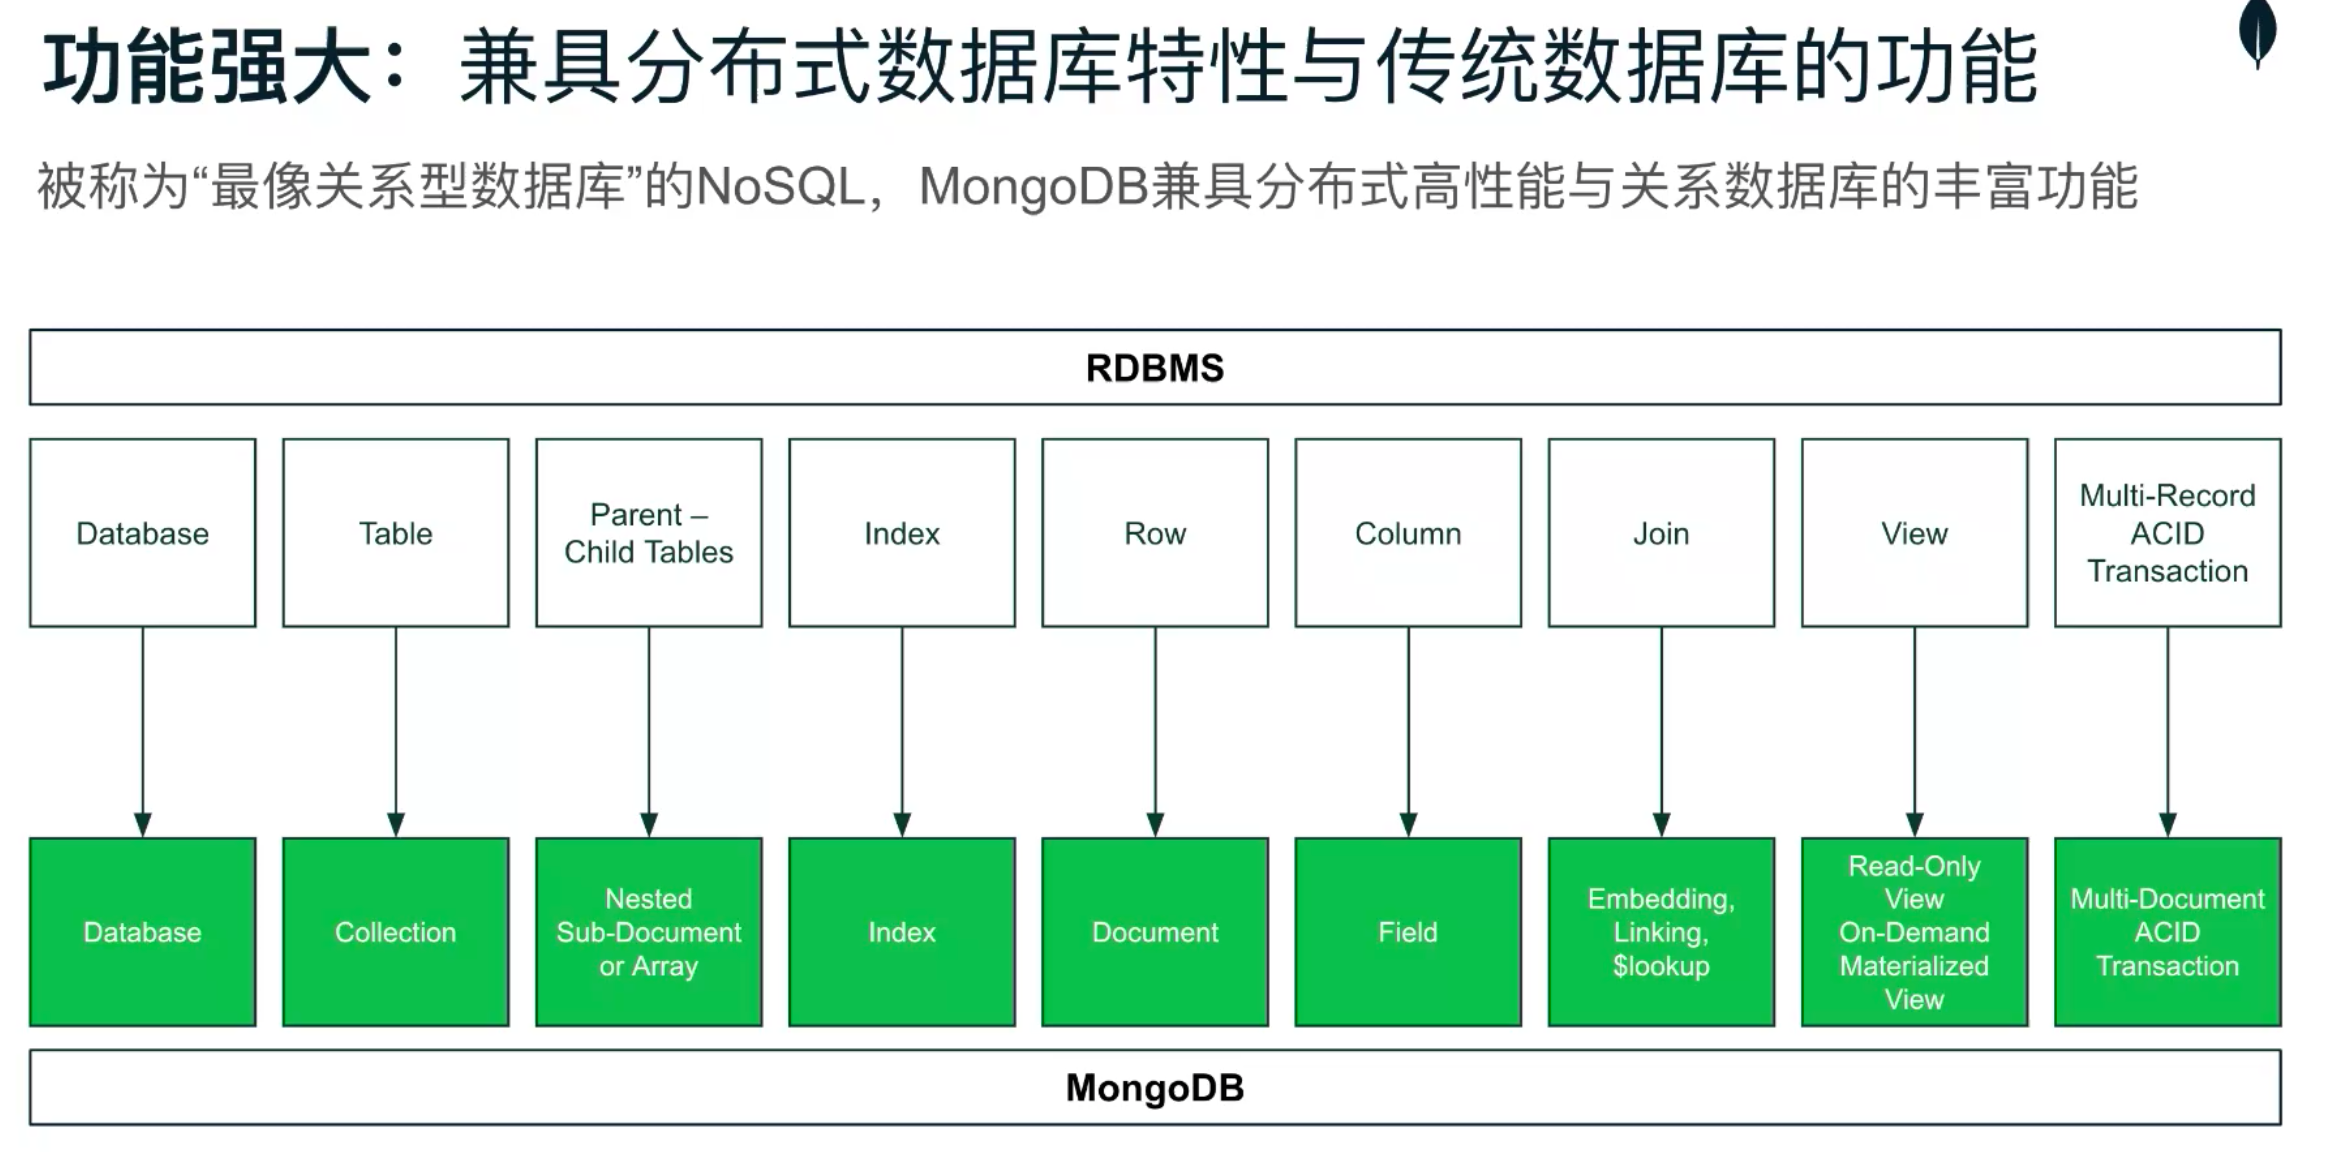 功能强大：兼具分布式数据库特性与传统数据库的功能
被称为“最像关系型数据库”的NoSQL，MongoDB兼具分布式高性能与关系数据库的丰富功能
RDBMS
Database
Table
Parent –
Child Tables
Index
Row
Column
Join
View
Multi-Record
ACID
Transaction
Database
Collection
Nested
Sub-Document
or Array
Index
Document
Field
Embedding,
Linking,
$lookup
Read-Only
View
On-Demand
Materialized
View
Multi-Document
ACID
Transaction
MongoDB